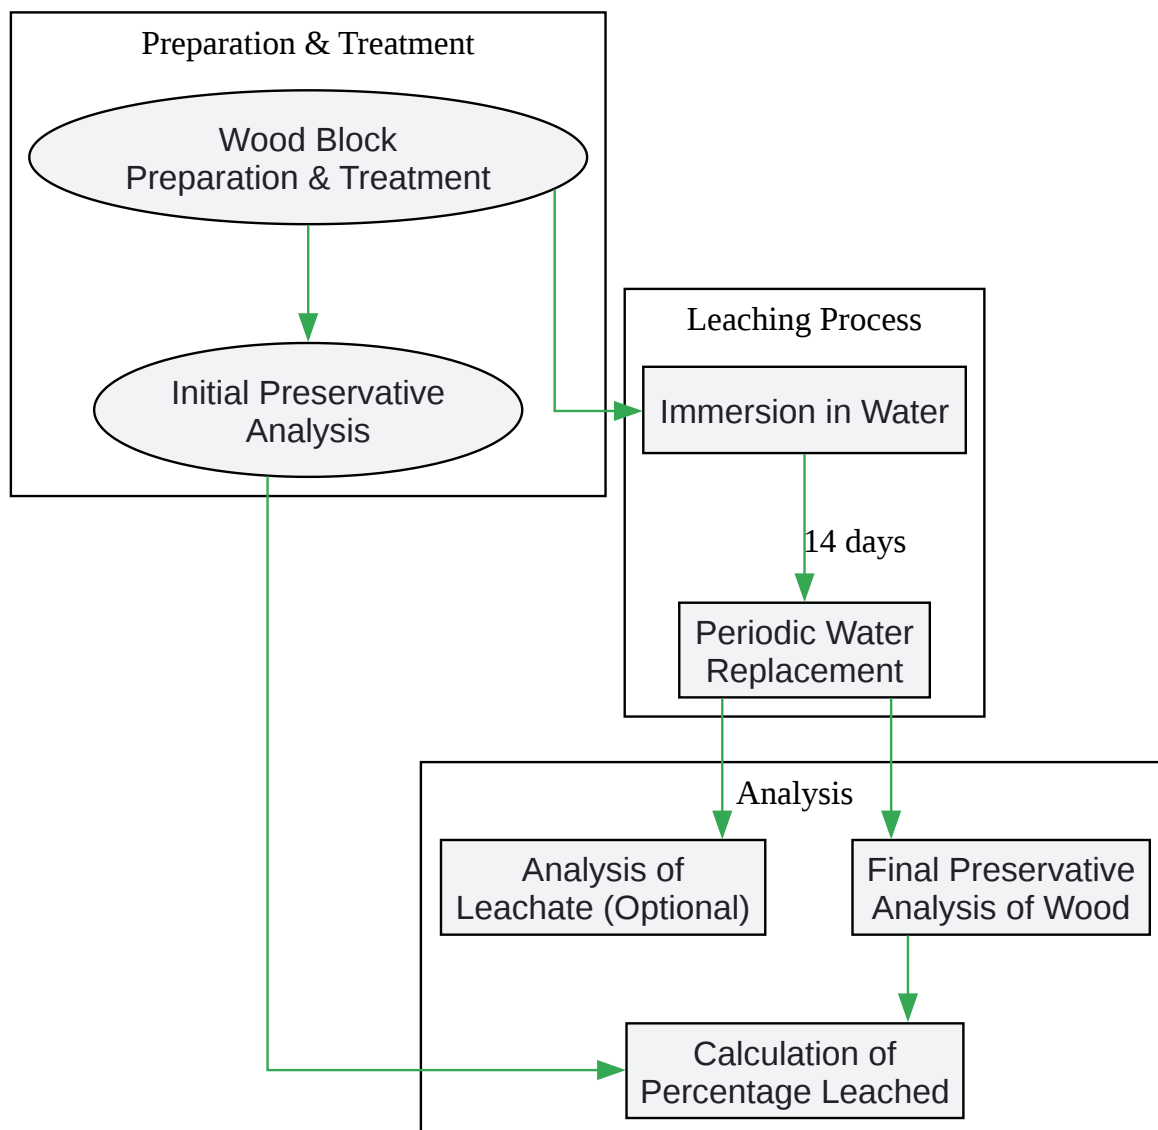 Preparation & Treatment
Wood Block
Preparation & Treatment
Initial Preservative
Analysis
Leaching Process
Immersion in Water
14 days
Periodic Water
Replacement
Analysis
Analysis of
Leachate (Optional)
Final Preservative
Analysis of Wood
Calculation of
Percentage Leached